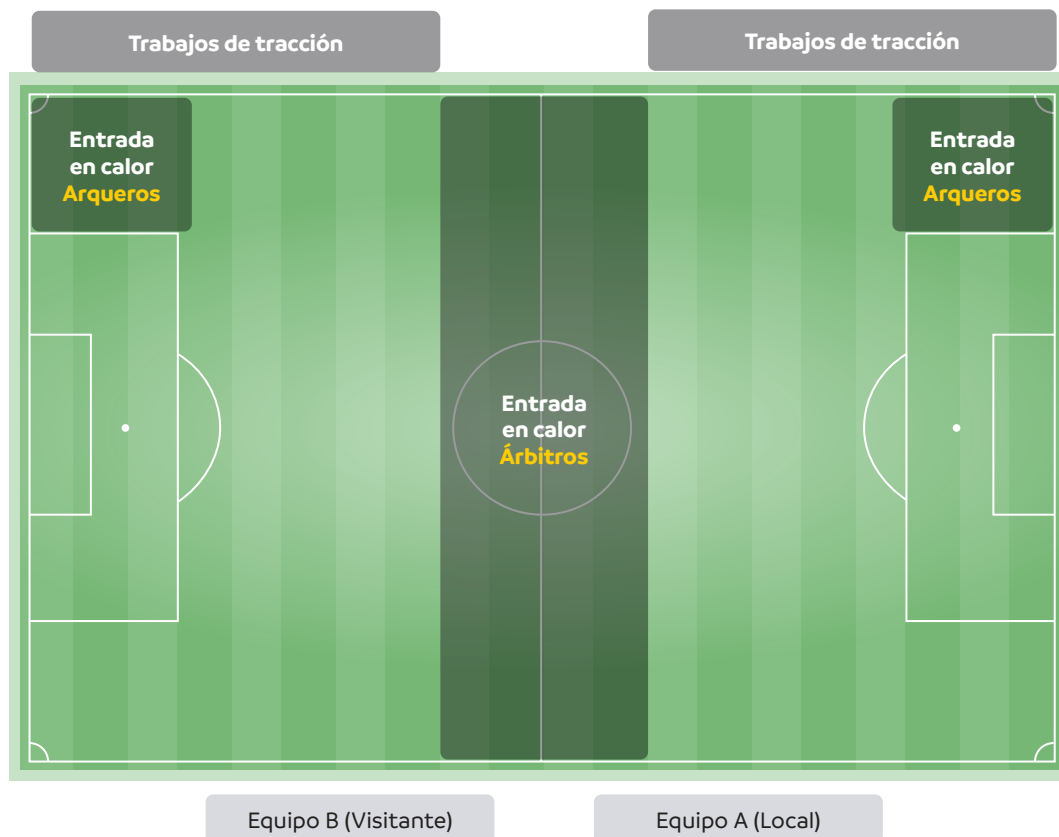 Trabajos de tracción
Trabajos de tracción
Entrada
en calor
Arqueros
Entrada
en calor
Arqueros
Entrada
en calor
Árbitros
Equipo B (Visitante)
Equipo A (Local)